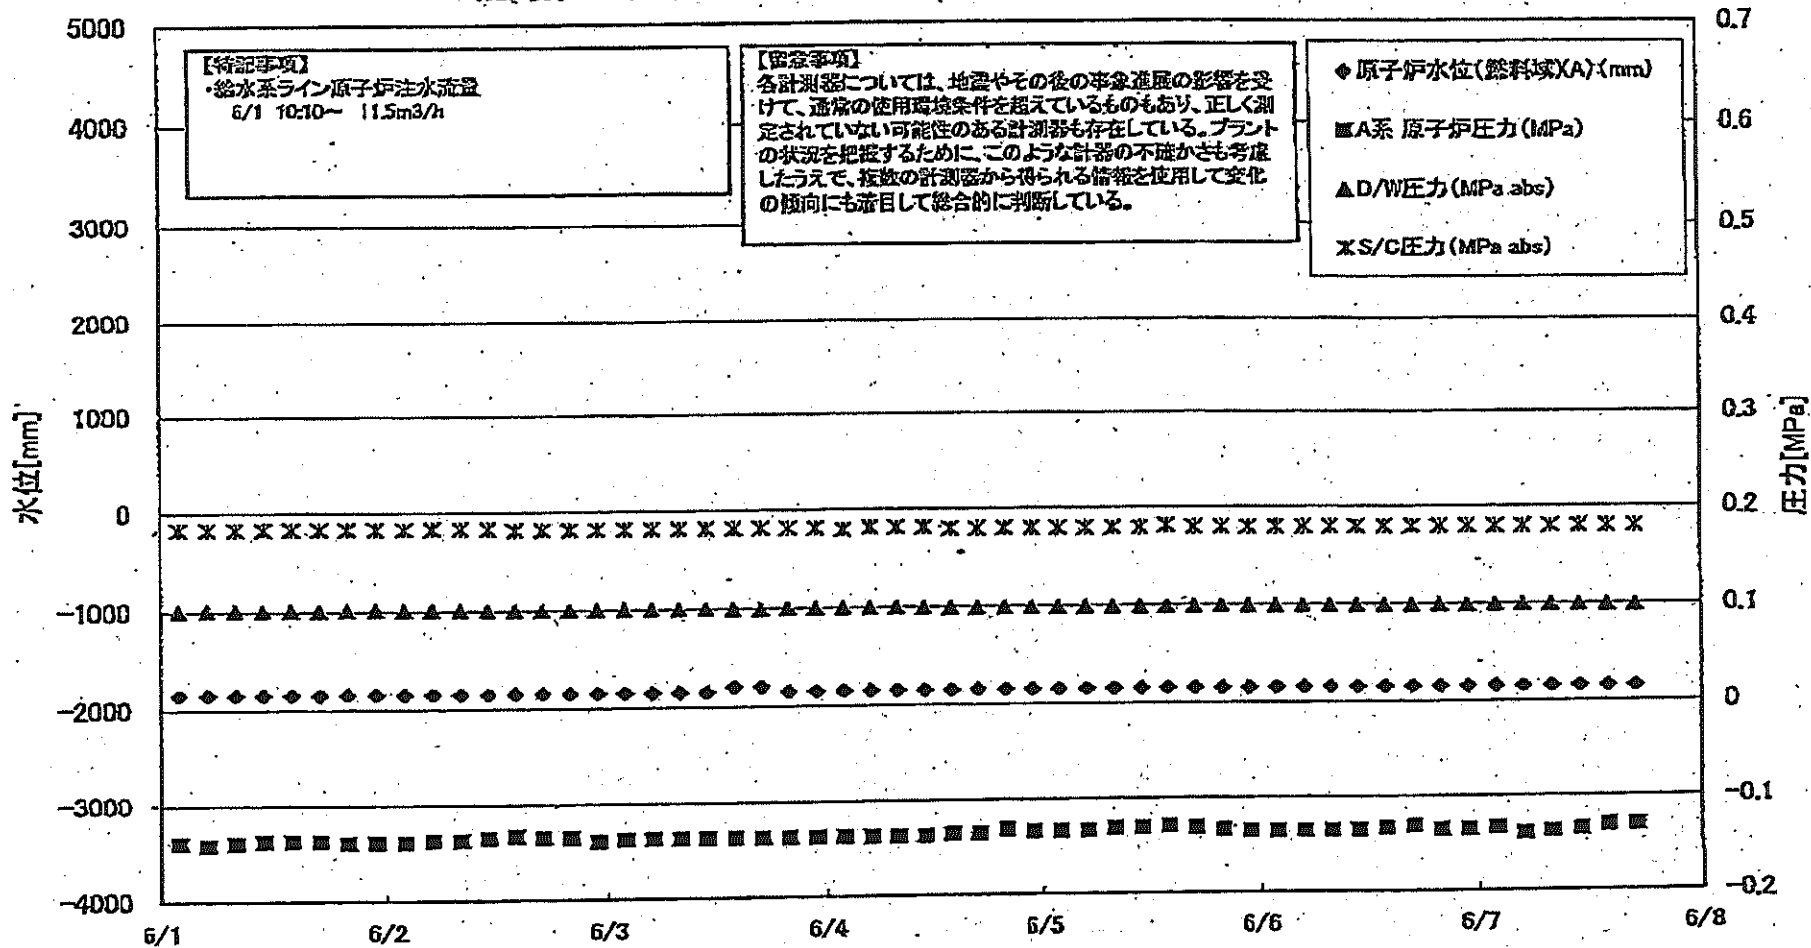 5000
4000
3000
2000
1000
0
-1000
-2000
-3000
-4000
水位[mm]
【特記事項】
・給水系ライン原子炉注水流量
6/1 10:10～ 11.5m3/h
【留意事項】
各計測器については、地震やその後の事象進展の影響を受
けて、通常の使用環境条件を超えているものもあり、正しく測
定されていない可能性のある計測器も存在している。プラント
の状況を把握するために、このような計器の不確かさも考慮
したうえで、複数の計測器から得られる情報を使用して変化
の傾向にも着目して総合的に判断している。
原子炉水位(燃料域)(A)(mm)
A系 原子炉圧力(MPa)
D/W圧力(MPa abs)
S/C圧力(MPa abs)
0.7
0.6
0.5
0.4
0.3
0.2
0.1
0
-0.1
-0.2
圧力[MPa]
6/1
6/2
6/3
6/4
6/5
6/6
6/7
6/8